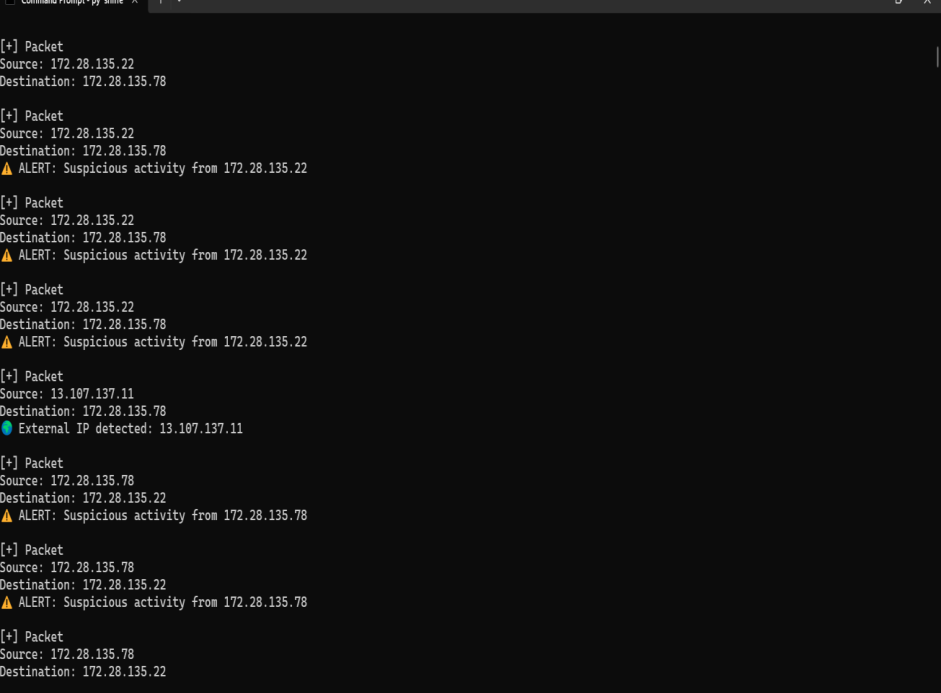 Command Prompt - py
[+] Packet
Source: 172.28.135.22
Destination: 172.28.135.78
[+] Packet
Source: 172.28.135.22
Destination: 172.28.135.78
⚠ ALERT: Suspicious activity from 172.28.135.22
[+] Packet
Source: 172.28.135.22
Destination: 172.28.135.78
⚠ ALERT: Suspicious activity from 172.28.135.22
[+] Packet
Source: 172.28.135.22
Destination: 172.28.135.78
⚠ ALERT: Suspicious activity from 172.28.135.22
[+] Packet
Source: 13.107.137.11
Destination: 172.28.135.78
🌍 External IP detected: 13.107.137.11
[+] Packet
Source: 172.28.135.78
Destination: 172.28.135.22
⚠ ALERT: Suspicious activity from 172.28.135.78
[+] Packet
Source: 172.28.135.78
Destination: 172.28.135.22
⚠ ALERT: Suspicious activity from 172.28.135.78
[+] Packet
Source: 172.28.135.78
Destination: 172.28.135.22